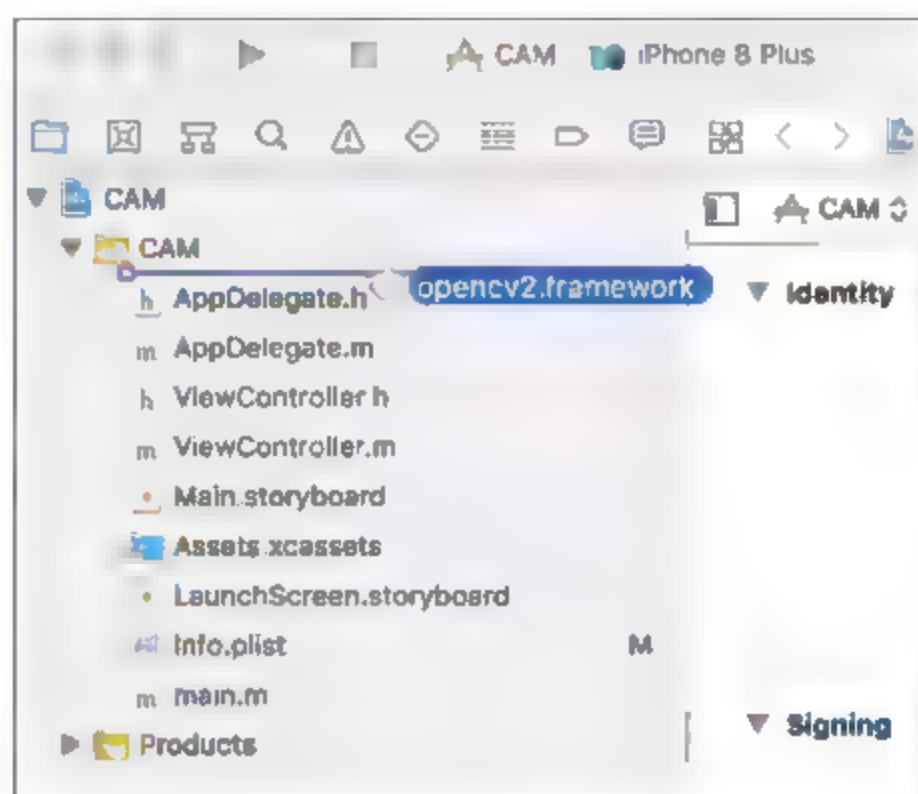 CAM iPhone 8 Plus
CAM
CAM
CAM
opencv2.framework
h AppDelegate.h
Identity
m AppDelegate.m
h ViewController.h
m ViewController.m
Main.storyboard
Assets.xcassets
LaunchScreen.storyboard
Info.plist M
m main.m
Signing
Products